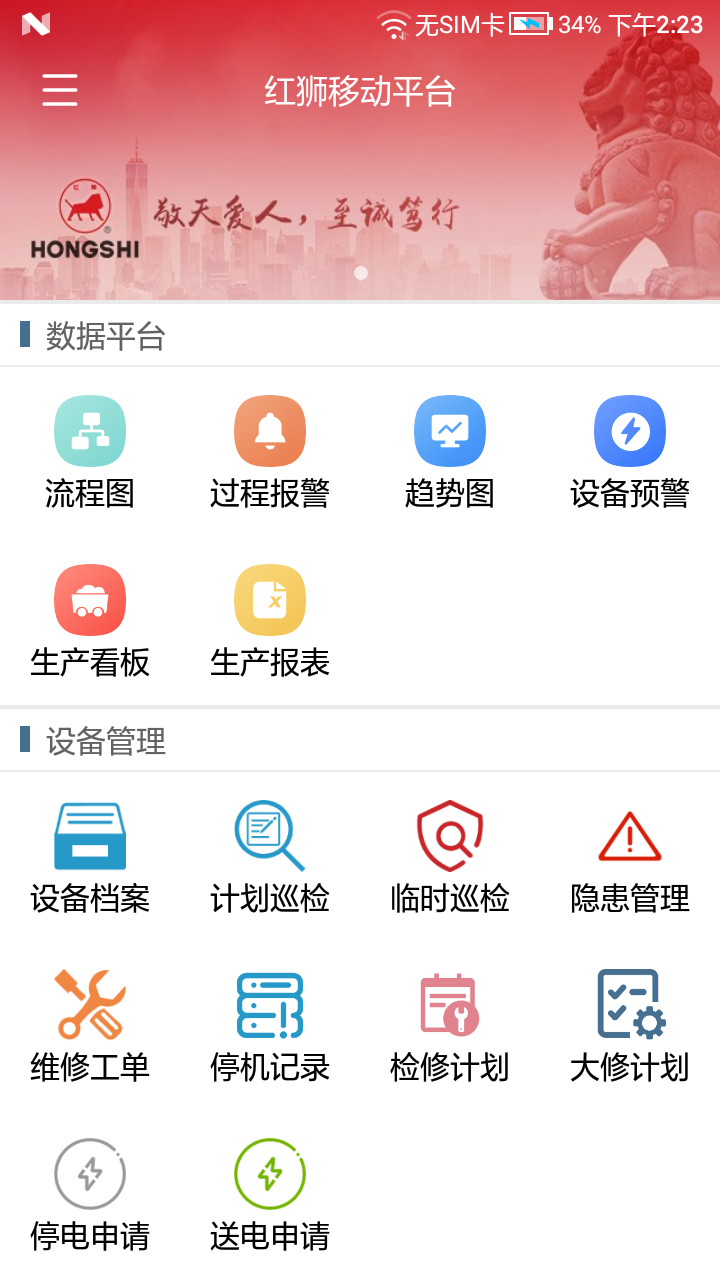 无SIM卡 34% 下午2:23
红狮移动平台
红狮
敬天爱人，至诚笃行
HONGSHI®
数据平台
流程图 过程报警 趋势图 设备预警
生产看板 生产报表
设备管理
设备档案 计划巡检 临时巡检 隐患管理
维修工单 停机记录 检修计划 大修计划
停电申请 送电申请